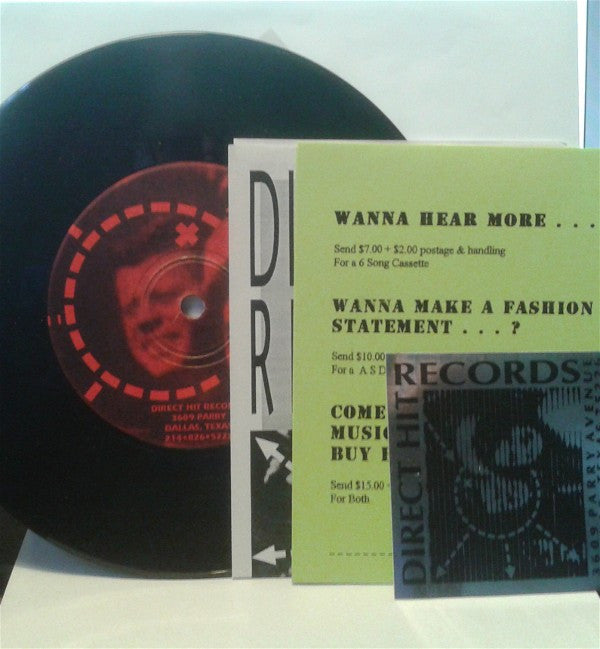 DIRECT HIT
3609 PARRY
DALLAS, TEXAS
WANNA HEAR MORE . . .
Send $7.00 + $2.00 postage & handling
For a 6 Song Cassette
WANNA MAKE A FASHION
STATEMENT . . . ?
Send $10.00
For a A S D
COME
BUY
Send $15.00
For Both
RECORDS
DIRECT HIT
3609 PARRY AVENUE